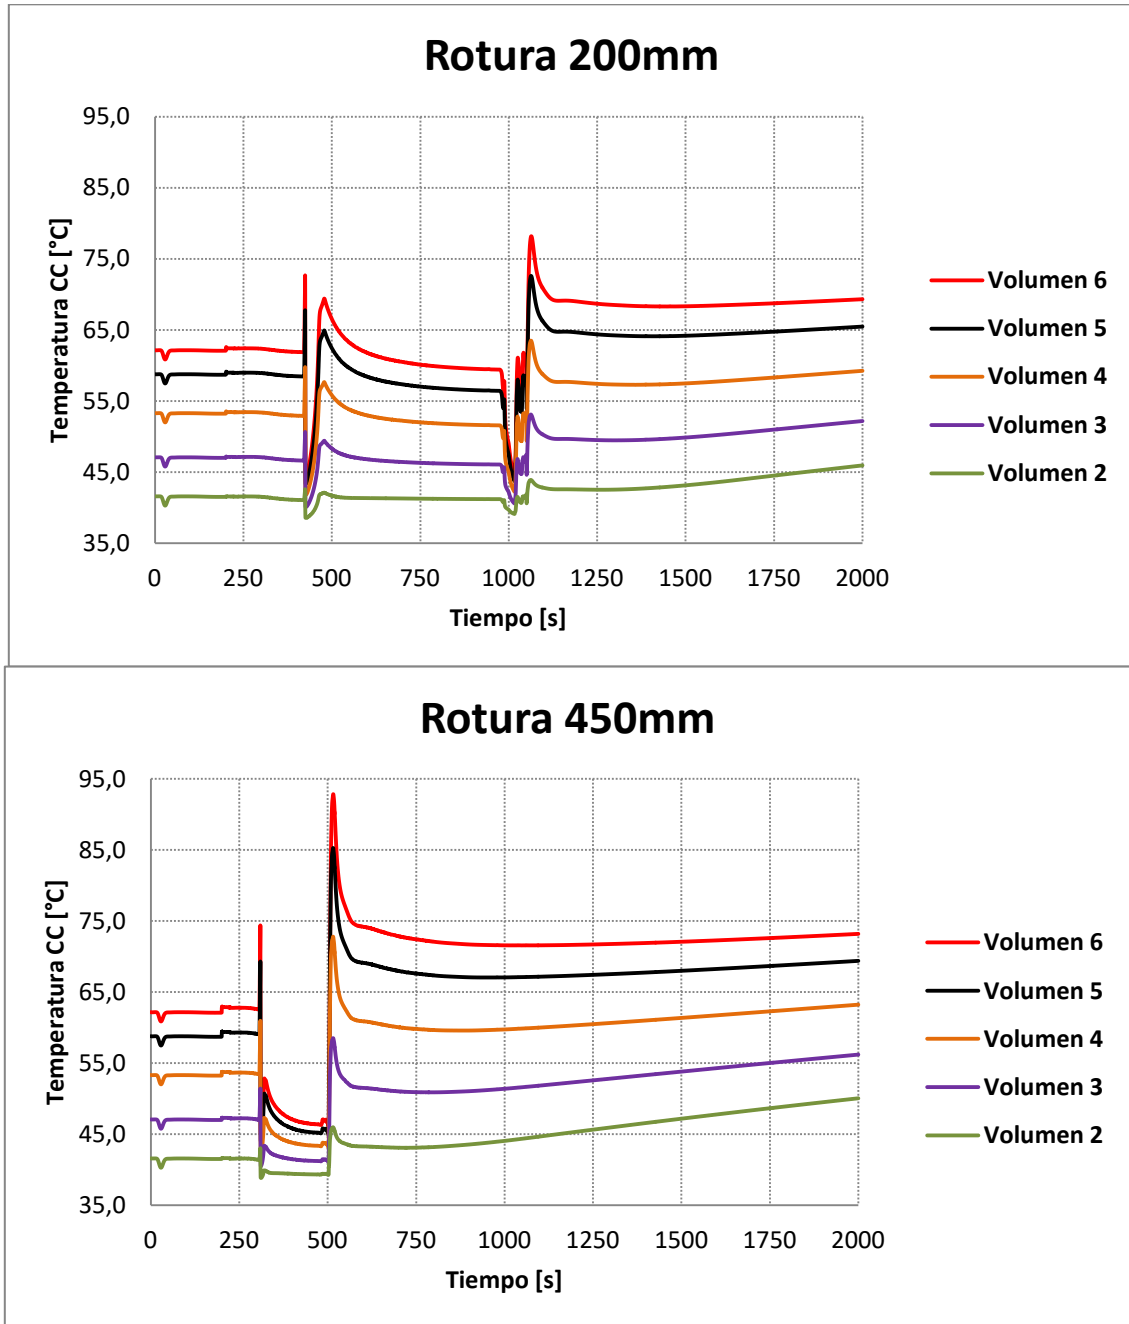 Rotura 200mm
95,0
85,0
75,0
65,0
55,0
45,0
35,0
Temperatura CC [°C]
0 250 500 750 1000 1250 1500 1750 2000
Tiempo [s]
Volumen 6
Volumen 5
Volumen 4
Volumen 3
Volumen 2
Rotura 450mm
95,0
85,0
75,0
65,0
55,0
45,0
35,0
Temperatura CC [°C]
0 250 500 750 1000 1250 1500 1750 2000
Tiempo [s]
Volumen 6
Volumen 5
Volumen 4
Volumen 3
Volumen 2